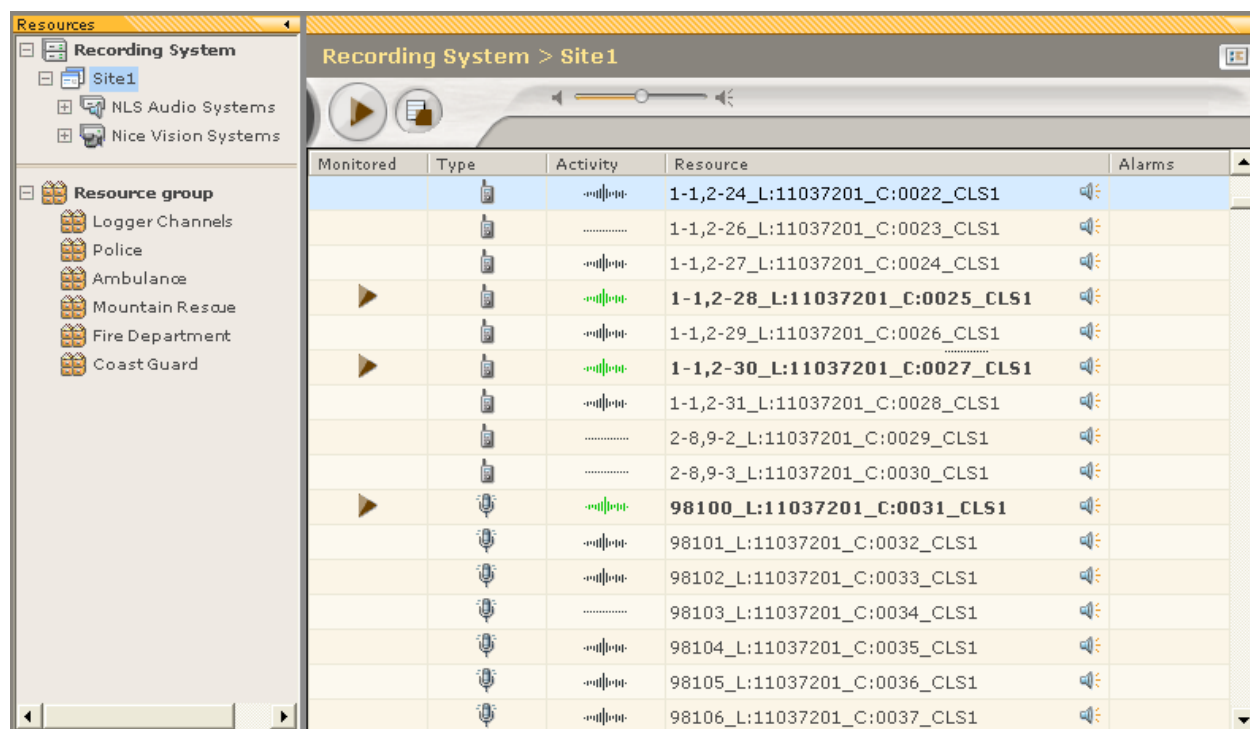 Resources
Recording System
Site1
NLS Audio Systems
Nice Vision Systems
Resource group
Logger Channels
Police
Ambulance
Mountain Rescue
Fire Department
Coast Guard
Recording System > Site1
Monitored Type Activity Resource Alarms
1-1,2-24_L:11037201_C:0022_CLS1
1-1,2-26_L:11037201_C:0023_CLS1
1-1,2-27_L:11037201_C:0024_CLS1
1-1,2-28_L:11037201_C:0025_CLS1
1-1,2-29_L:11037201_C:0026_CLS1
1-1,2-30_L:11037201_C:0027_CLS1
1-1,2-31_L:11037201_C:0028_CLS1
2-8,9-2_L:11037201_C:0029_CLS1
2-8,9-3_L:11037201_C:0030_CLS1
98100_L:11037201_C:0031_CLS1
98101_L:11037201_C:0032_CLS1
98102_L:11037201_C:0033_CLS1
98103_L:11037201_C:0034_CLS1
98104_L:11037201_C:0035_CLS1
98105_L:11037201_C:0036_CLS1
98106_L:11037201_C:0037_CLS1